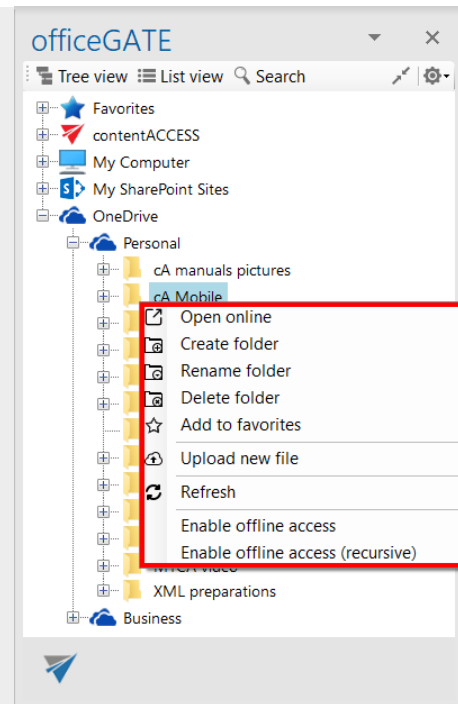 officeGATE
Tree view List view Search
Favorites
contentACCESS
My Computer
My SharePoint Sites
OneDrive
Personal
cA manuals pictures
cA Mobile
Open online
Create folder
Rename folder
Delete folder
Add to favorites
Upload new file
Refresh
Enable offline access
Enable offline access (recursive)
video
XML preparations
Business